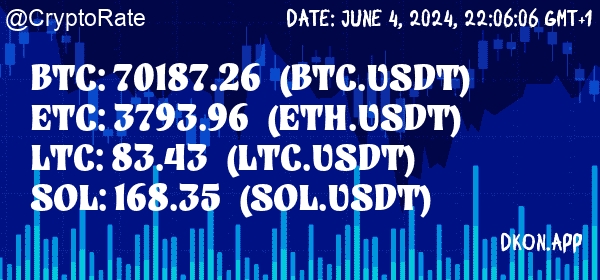 @CryptoRate
DATE: JUNE 4, 2024, 22:06:06 GMT+1
BTC: 70187.26 (BTC.USDT)
ETC: 3793.96 (ETH.USDT)
LTC: 83.43 (LTC.USDT)
SOL: 168.35 (SOL.USDT)
DKON.APP